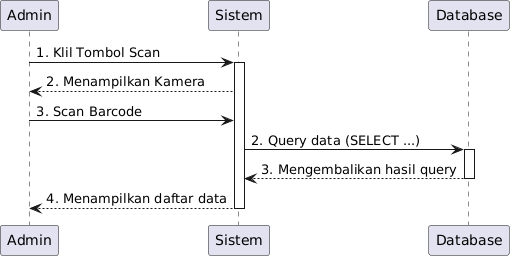 Admin Sistem Database
1. Klil Tombol Scan
2. Menampilkan Kamera
3. Scan Barcode
2. Query data (SELECT ...)
3. Mengembalikan hasil query
4. Menampilkan daftar data
Admin Sistem Database